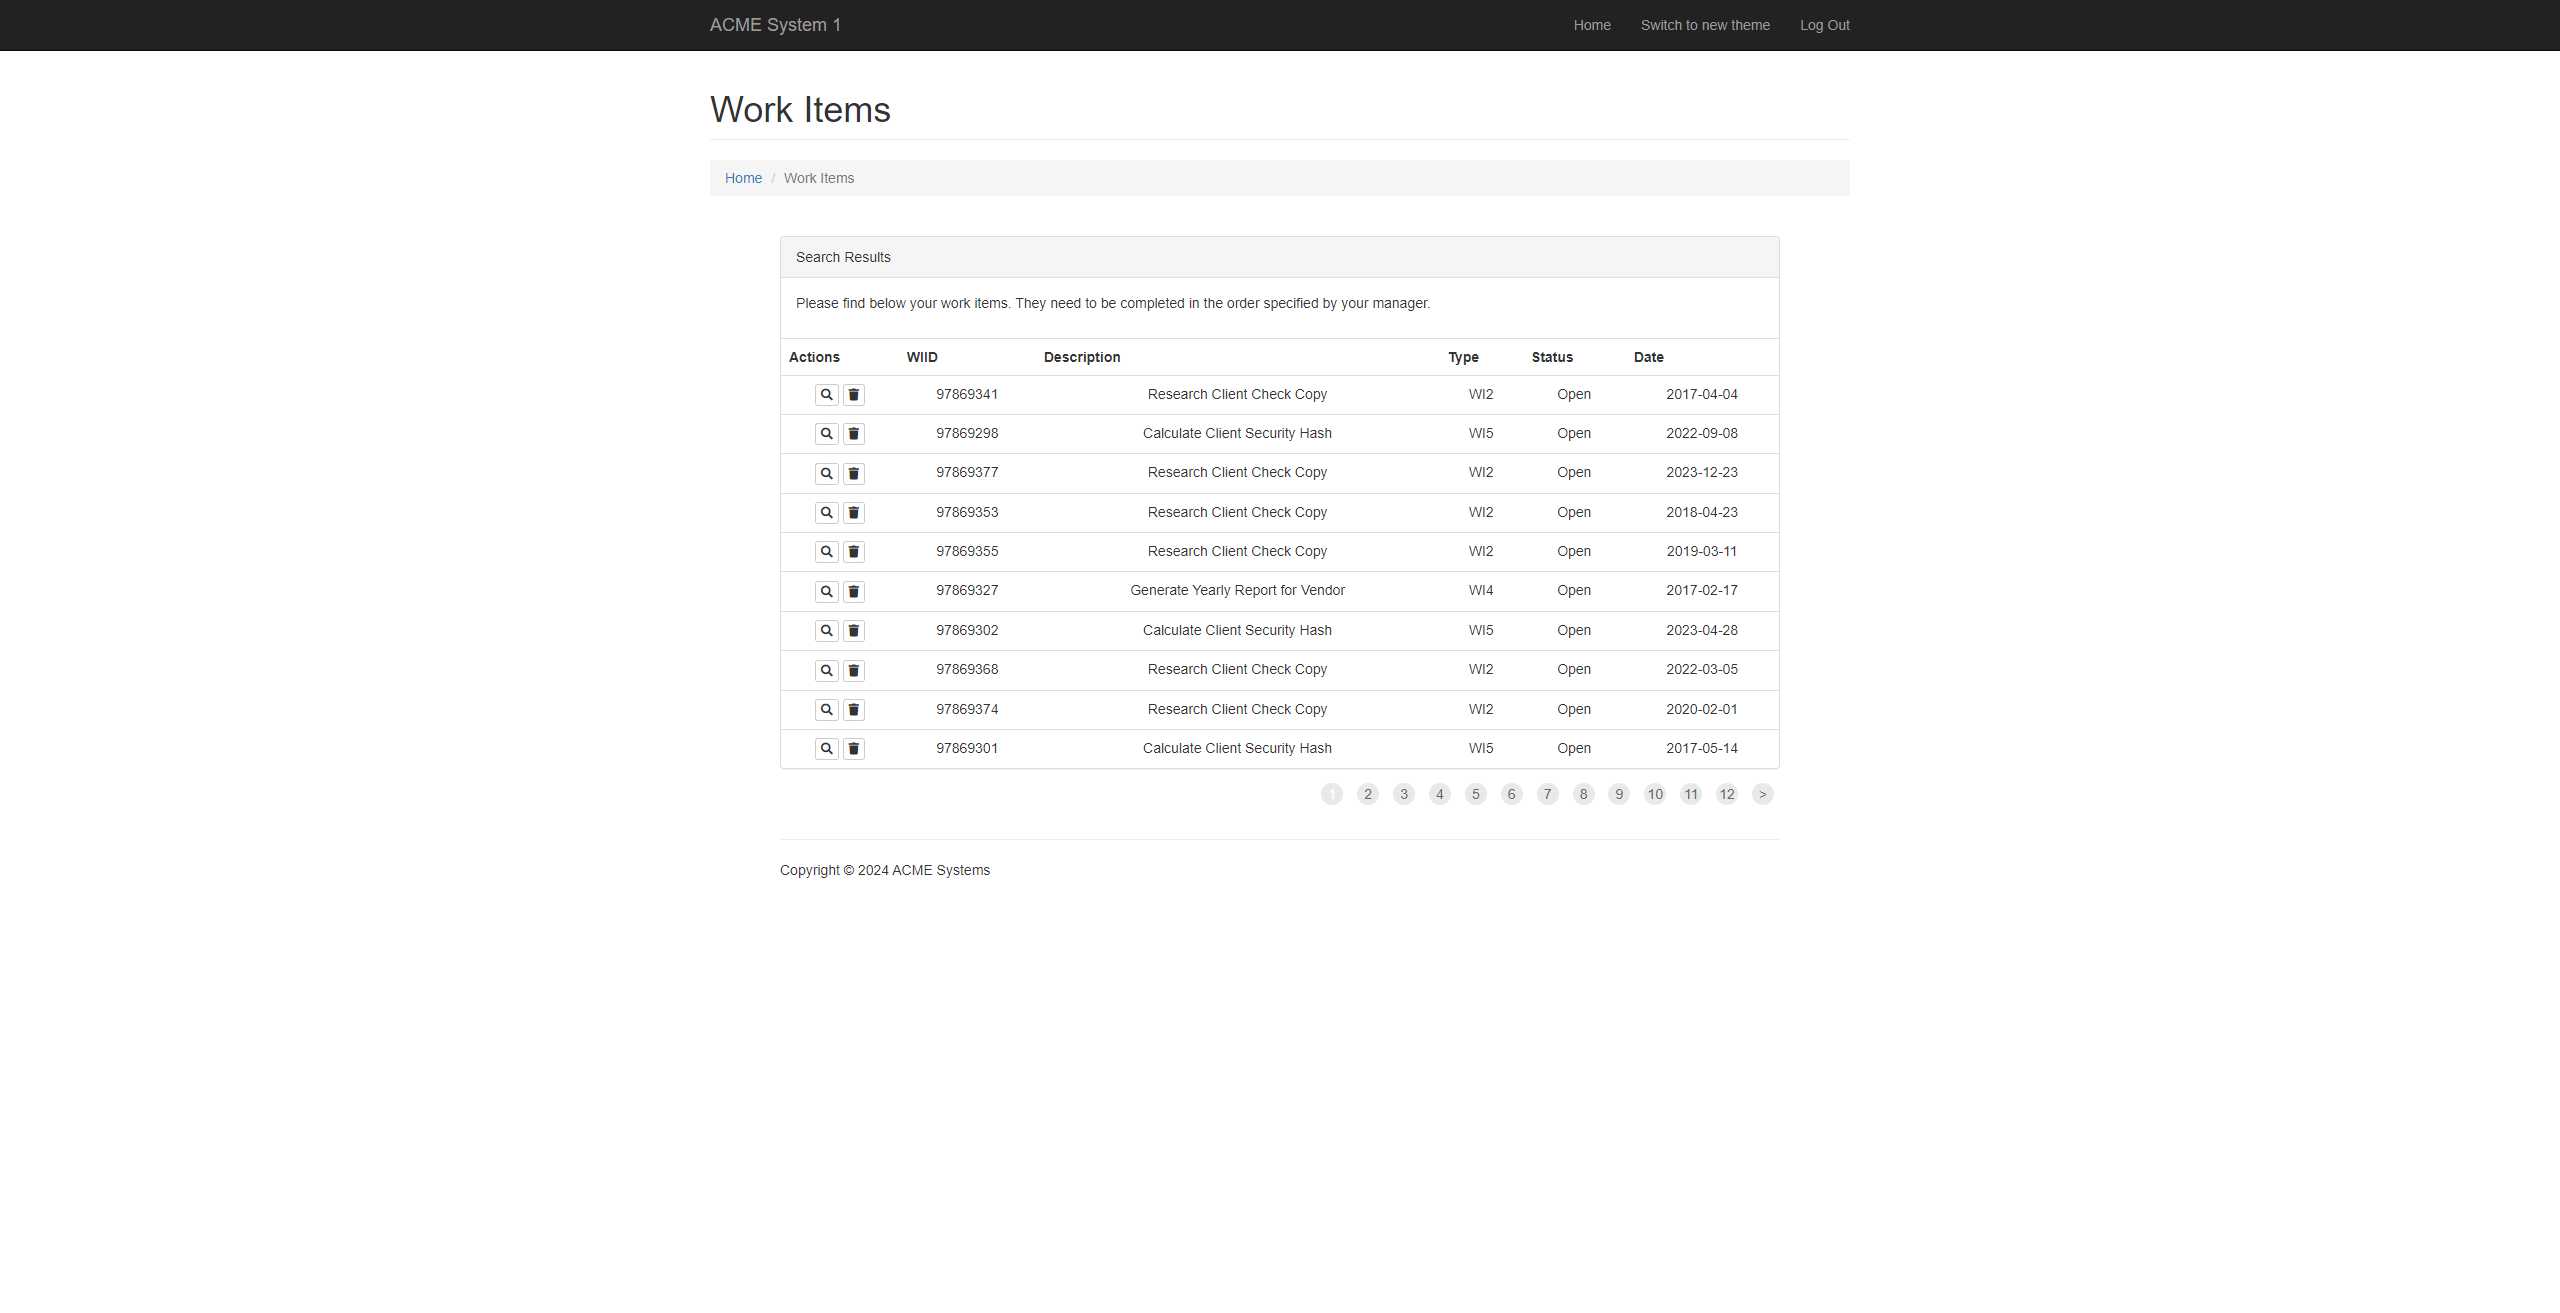 ACME System 1 Home Switch to new theme Log Out
Work Items
Home / Work Items
Search Results
Please find below your work items. They need to be completed in the order specified by your manager.
Actions WIID Description Type Status Date
97869341 Research Client Check Copy WI2 Open 2017-04-04
97869298 Calculate Client Security Hash WI5 Open 2022-09-08
97869377 Research Client Check Copy WI2 Open 2023-12-23
97869353 Research Client Check Copy WI2 Open 2018-04-23
97869355 Research Client Check Copy WI2 Open 2019-03-11
97869327 Generate Yearly Report for Vendor WI4 Open 2017-02-17
97869302 Calculate Client Security Hash WI5 Open 2023-04-28
97869368 Research Client Check Copy WI2 Open 2022-03-05
97869374 Research Client Check Copy WI2 Open 2020-02-01
97869301 Calculate Client Security Hash WI5 Open 2017-05-14
1 2 3 4 5 6 7 8 9 10 11 12 >
Copyright © 2024 ACME Systems